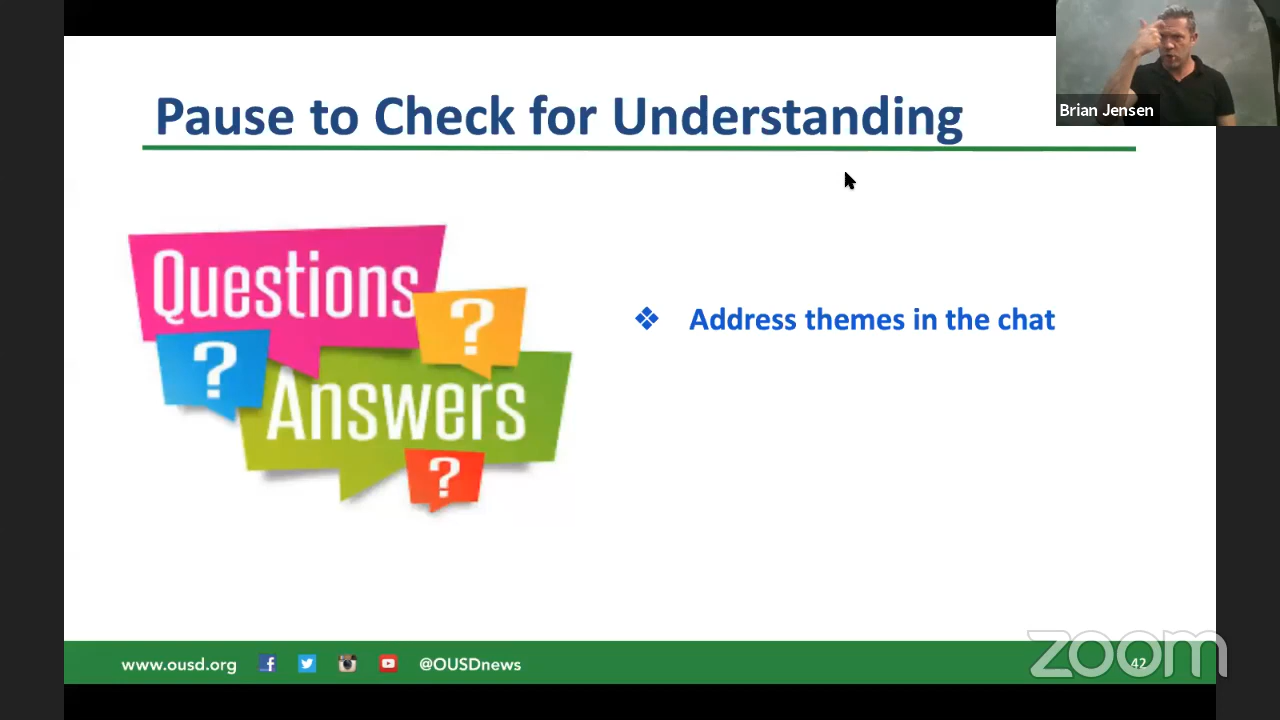 Pause to Check for Understanding
Brian Jensen
Questions
?
?
Answers
?
❖ Address themes in the chat
www.ousd.org @OUSDnews
42
zoom